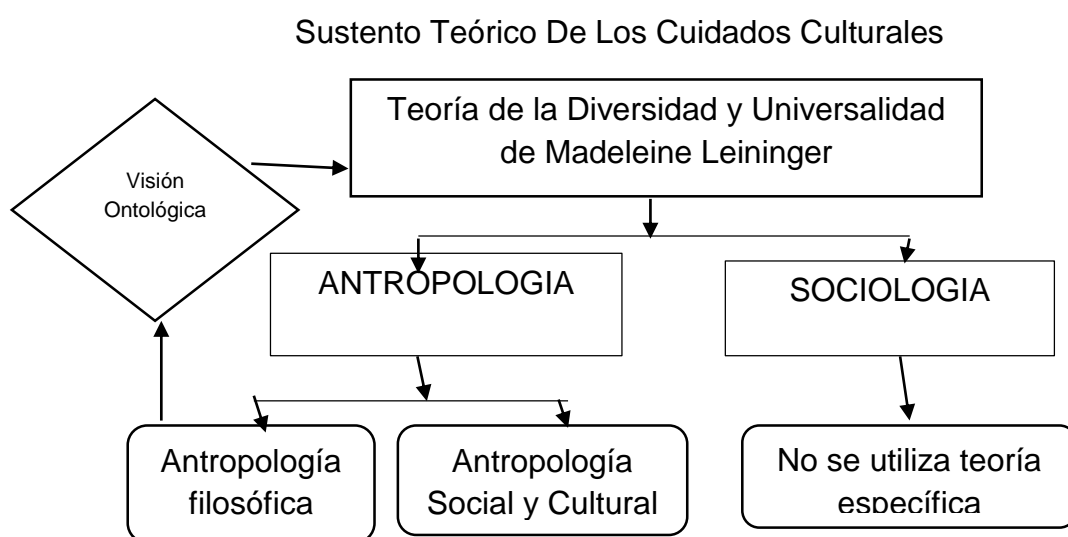 Sustento Teórico De Los Cuidados Culturales
Teoría de la Diversidad y Universalidad
de Madeleine Leininger
Visión
Ontológica
ANTROPOLOGIA
SOCIOLOGIA
Antropología
filosófica
Antropología
Social y Cultural
No se utiliza teoría
específica